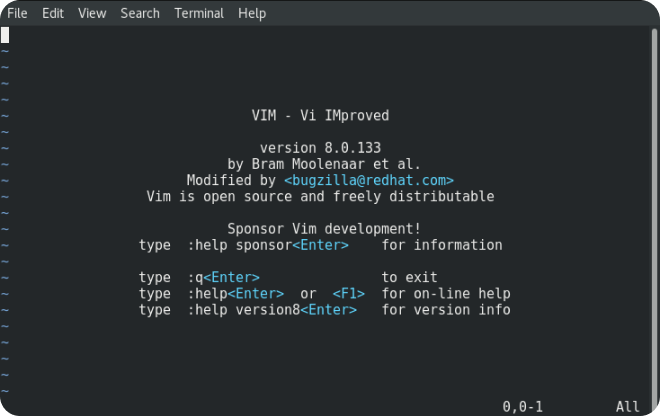 File Edit View Search Terminal Help
~
~
~
~
~
VIM - Vi IMproved
~
~ version 8.0.133
~ by Bram Moolenaar et al.
~ Modified by <bugzilla@redhat.com>
~ Vim is open source and freely distributable
~
~ Sponsor Vim development!
~ type :help sponsor<Enter> for information
~
~ type :q<Enter> to exit
~ type :help<Enter> or <F1> for on-line help
~ type :help version8<Enter> for version info
~
~
~
~
~
0,0-1 All